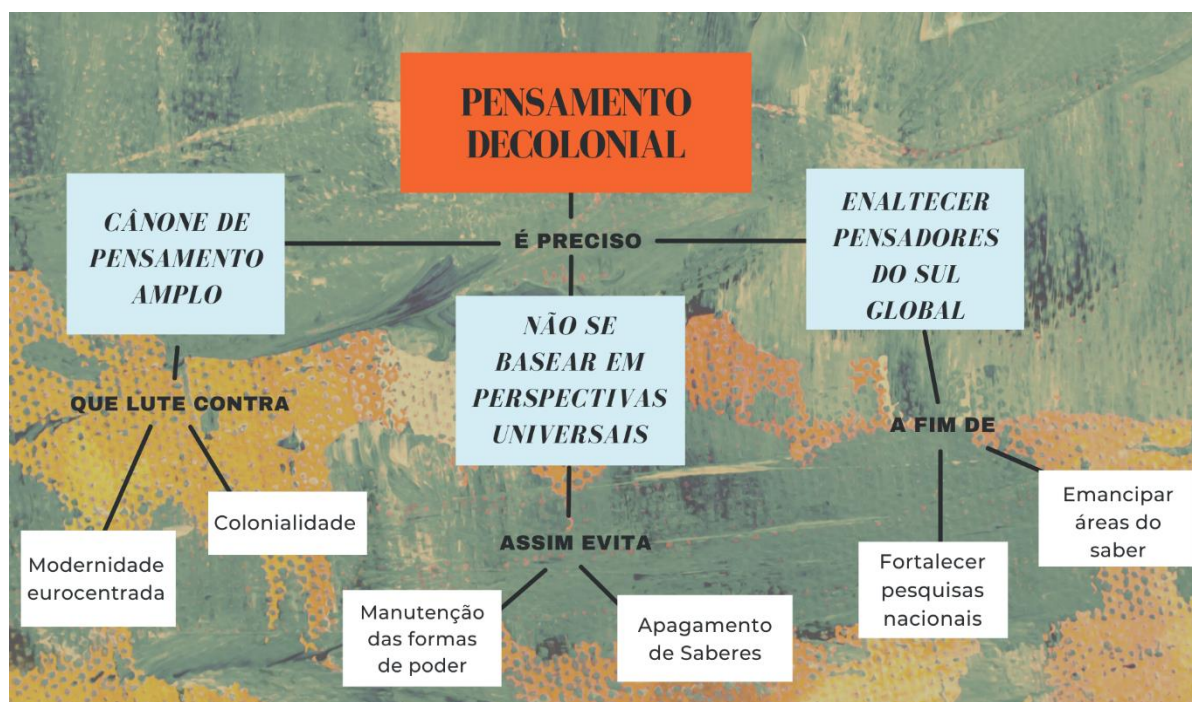 PENSAMENTO
DECOLONIAL
É PRECISO
CÂNONE DE
PENSAMENTO
AMPLO
QUE LUTE CONTRA
Modernidade
eurocentrada
Colonialidade
NÃO SE
BASEAR EM
PERSPECTIVAS
UNIVERSAIS
ASSIM EVITA
Manutenção
das formas
de poder
Apagamento
de Saberes
ENALTECER
PENSADORES
DO SUL
GLOBAL
A FIM DE
Fortalecer
pesquisas
nacionais
Emancipar
áreas do
saber